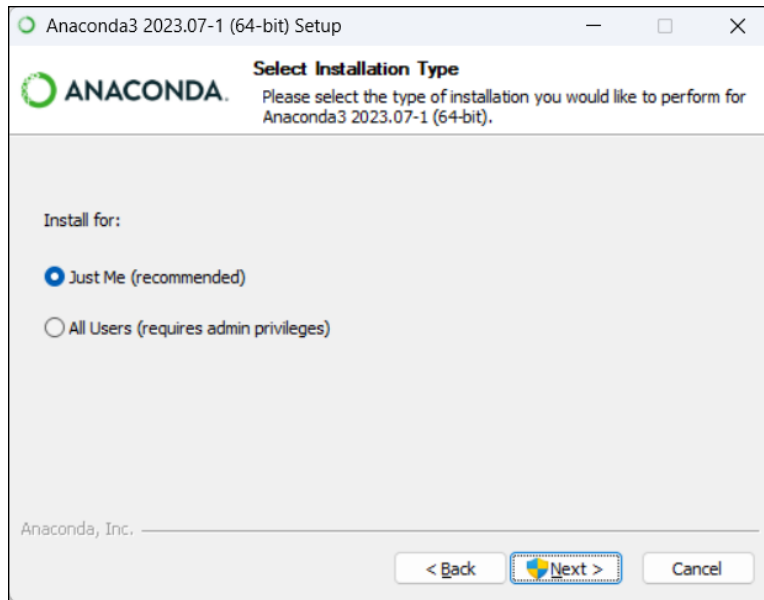 Anaconda3 2023.07-1 (64-bit) Setup
ANACONDA.
Select Installation Type
Please select the type of installation you would like to perform for
Anaconda3 2023.07-1 (64-bit).
Install for:
Just Me (recommended)
All Users (requires admin privileges)
Anaconda, Inc.
< Back
Next >
Cancel